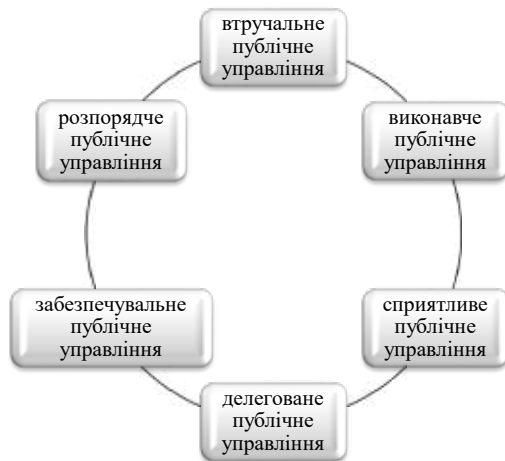 втручальне
публічне
управління
виконавче
публічне
управління
сприятливе
публічне
управління
делеговане
публічне
управління
забезпечувальне
публічне
управління
розпорядче
публічне
управління